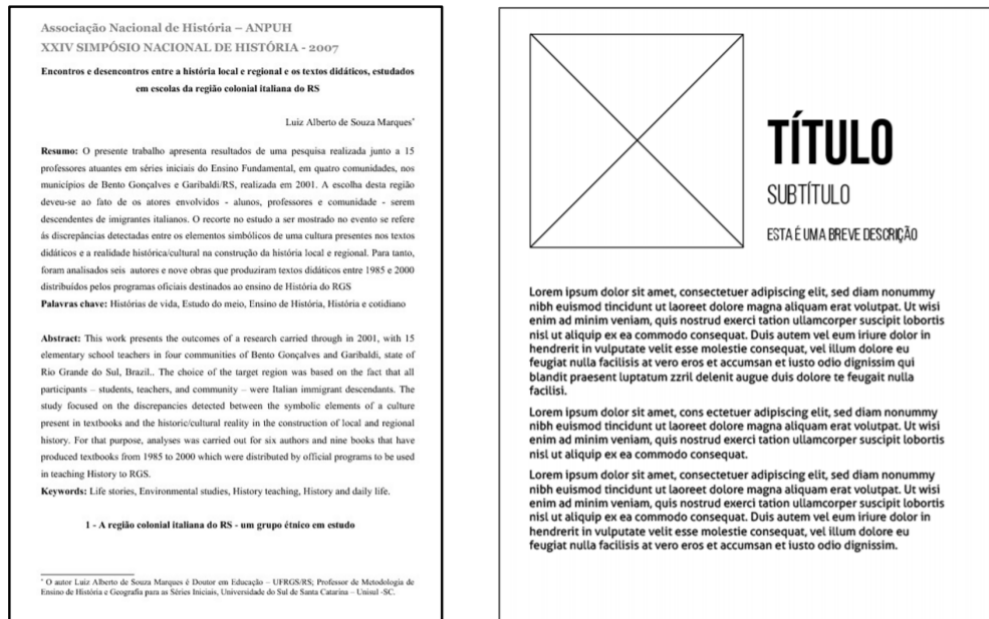 Associação Nacional de História – ANPUH
XXIV SIMPÓSIO NACIONAL DE HISTÓRIA - 2007
Encontros e desencontros entre a história local e regional e os textos didáticos, estudados
em escolas da região colonial italiana do RS
Luiz Alberto de Souza Marques*
Resumo: O presente trabalho apresenta resultados de uma pesquisa realizada junto a 15
professores atuantes em séries iniciais do Ensino Fundamental, em quatro comunidades, nos
municípios de Bento Gonçalves e Garibaldi/RS, realizada em 2001. A escolha desta região
deveu-se ao fato de os atores envolvidos - alunos, professores e comunidade - serem
descendentes de imigrantes italianos. O recorte no estudo a ser mostrado no evento se refere
ás discrepâncias detectadas entre os elementos simbólicos de uma cultura presentes nos textos
didáticos e a realidade histórica/cultural na construção da história local e regional. Para tanto,
foram analisados seis autores e nove obras que produziram textos didáticos entre 1985 e 2000
distribuídos pelos programas oficiais destinados ao ensino de História do RGS
Palavras chave: Histórias de vida, Estudo do meio, Ensino de História, História e cotidiano
Abstract: This work presents the outcomes of a research carried through in 2001, with 15
elementary school teachers in four communities of Bento Gonçalves and Garibaldi, state of
Rio Grande do Sul, Brazil.. The choice of the target region was based on the fact that all
participants – students, teachers, and community – were Italian immigrant descendants. The
study focused on the discrepancies detected between the symbolic elements of a culture
present in textbooks and the historic/cultural reality in the construction of local and regional
history. For that purpose, analyses was carried out for six authors and nine books that have
produced textbooks from 1985 to 2000 which were distributed by official programs to be used
in teaching History to RGS.
Keywords: Life stories, Environmental studies, History teaching, History and daily life.
1 - A região colonial italiana do RS - um grupo étnico em estudo
* O autor Luiz Alberto de Souza Marques é Doutor em Educação – UFRGS/RS; Professor de Metodologia de
Ensino de História e Geografia para as Séries Iniciais, Universidade do Sul de Santa Catarina – Unisul -SC.
TÍTULO
SUBTÍTULO
ESTA É UMA BREVE DESCRIÇÃO
Lorem ipsum dolor sit amet, consectetuer adipiscing elit, sed diam nonummy
nibh euismod tincidunt ut laoreet dolore magna aliquam erat volutpat. Ut wisi
enim ad minim veniam, quis nostrud exerci tation ullamcorper suscipit lobortis
nisl ut aliquip ex ea commodo consequat. Duis autem vel eum iriure dolor in
hendrerit in vulputate velit esse molestie consequat, vel illum dolore eu
feugiat nulla facilisis at vero eros et accumsan et iusto odio dignissim qui
blandit praesent luptatum zzril delenit augue duis dolore te feugait nulla
facilisi.
Lorem ipsum dolor sit amet, cons ectetuer adipiscing elit, sed diam nonummy
nibh euismod tincidunt ut laoreet dolore magna aliquam erat volutpat. Ut wisi
enim ad minim veniam, quis nostrud exerci tation ullamcorper suscipit lobortis
nisl ut aliquip ex ea commodo consequat.
Lorem ipsum dolor sit amet, consectetuer adipiscing elit, sed diam nonummy
nibh euismod tincidunt ut laoreet dolore magna aliquam erat volutpat. Ut wisi
enim ad minim veniam, quis nostrud exerci tation ullamcorper suscipit lobortis
nisl ut aliquip ex ea commodo consequat. Duis autem vel eum iriure dolor in
hendrerit in vulputate velit esse molestie consequat, vel illum dolore eu
feugiat nulla facilisis at vero eros et accumsan et iusto odio dignissim.